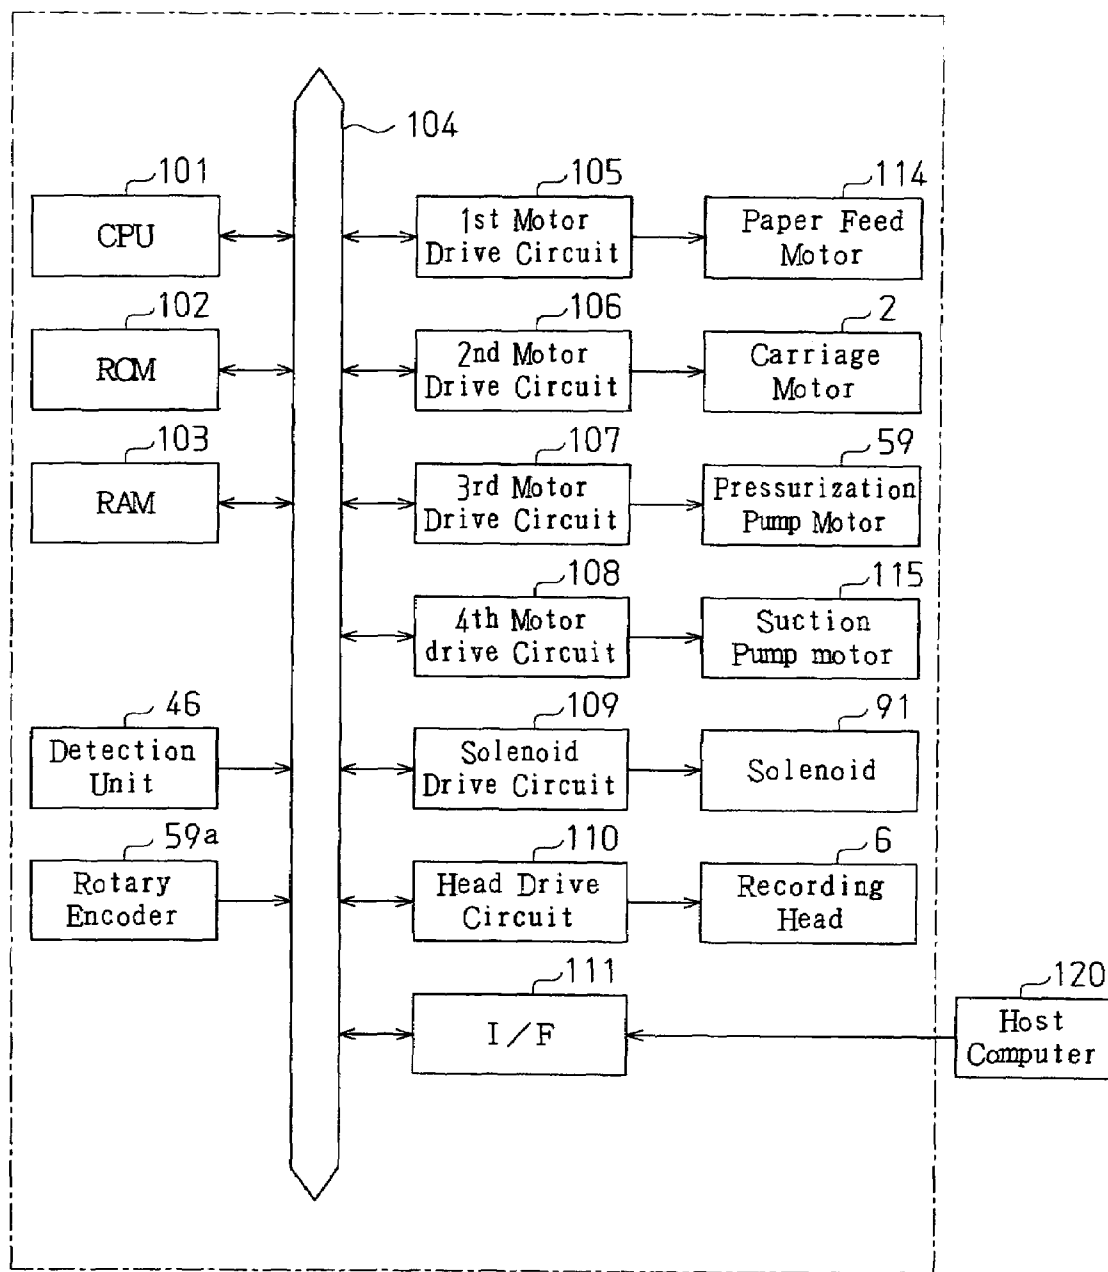 104
101
CPU
105
1st Motor
Drive Circuit
114
Paper Feed
Motor
102
ROM
106
2nd Motor
Drive Circuit
2
Carriage
Motor
103
RAM
107
3rd Motor
Drive Circuit
59
Pressurization
Pump Motor
108
4th Motor
drive Circuit
115
Suction
Pump motor
46
Detection
Unit
109
Solenoid
Drive Circuit
91
Solenoid
59a
Rotary
Encoder
110
Head Drive
Circuit
6
Recording
Head
111
I/F
120
Host
Computer